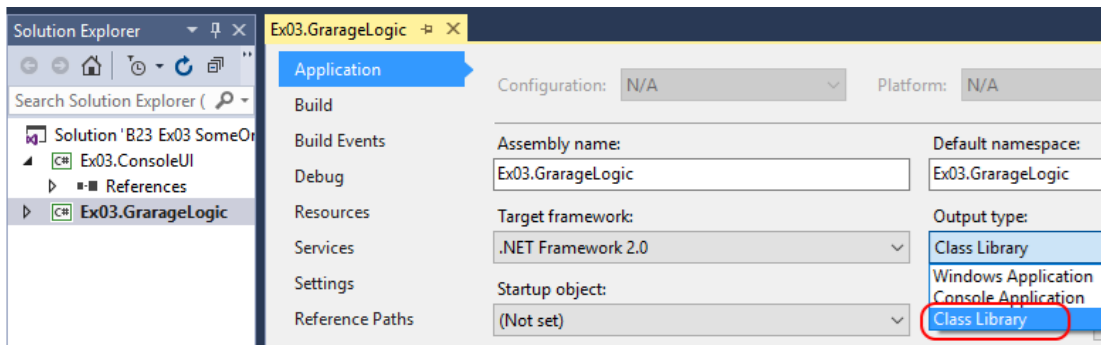 Solution Explorer
Search Solution Explorer (
Solution 'B23 Ex03 SomeOr
C# Ex03.ConsoleUI
References
C# Ex03.GrarageLogic
Ex03.GrarageLogic
Application
Build
Build Events
Debug
Resources
Services
Settings
Reference Paths
Configuration: N/A Platform: N/A
Assembly name: Default namespace:
Ex03.GrarageLogic Ex03.GrarageLogic
Target framework: Output type:
.NET Framework 2.0 Class Library
Windows Application
Console Application
Startup object:
(Not set) Class Library